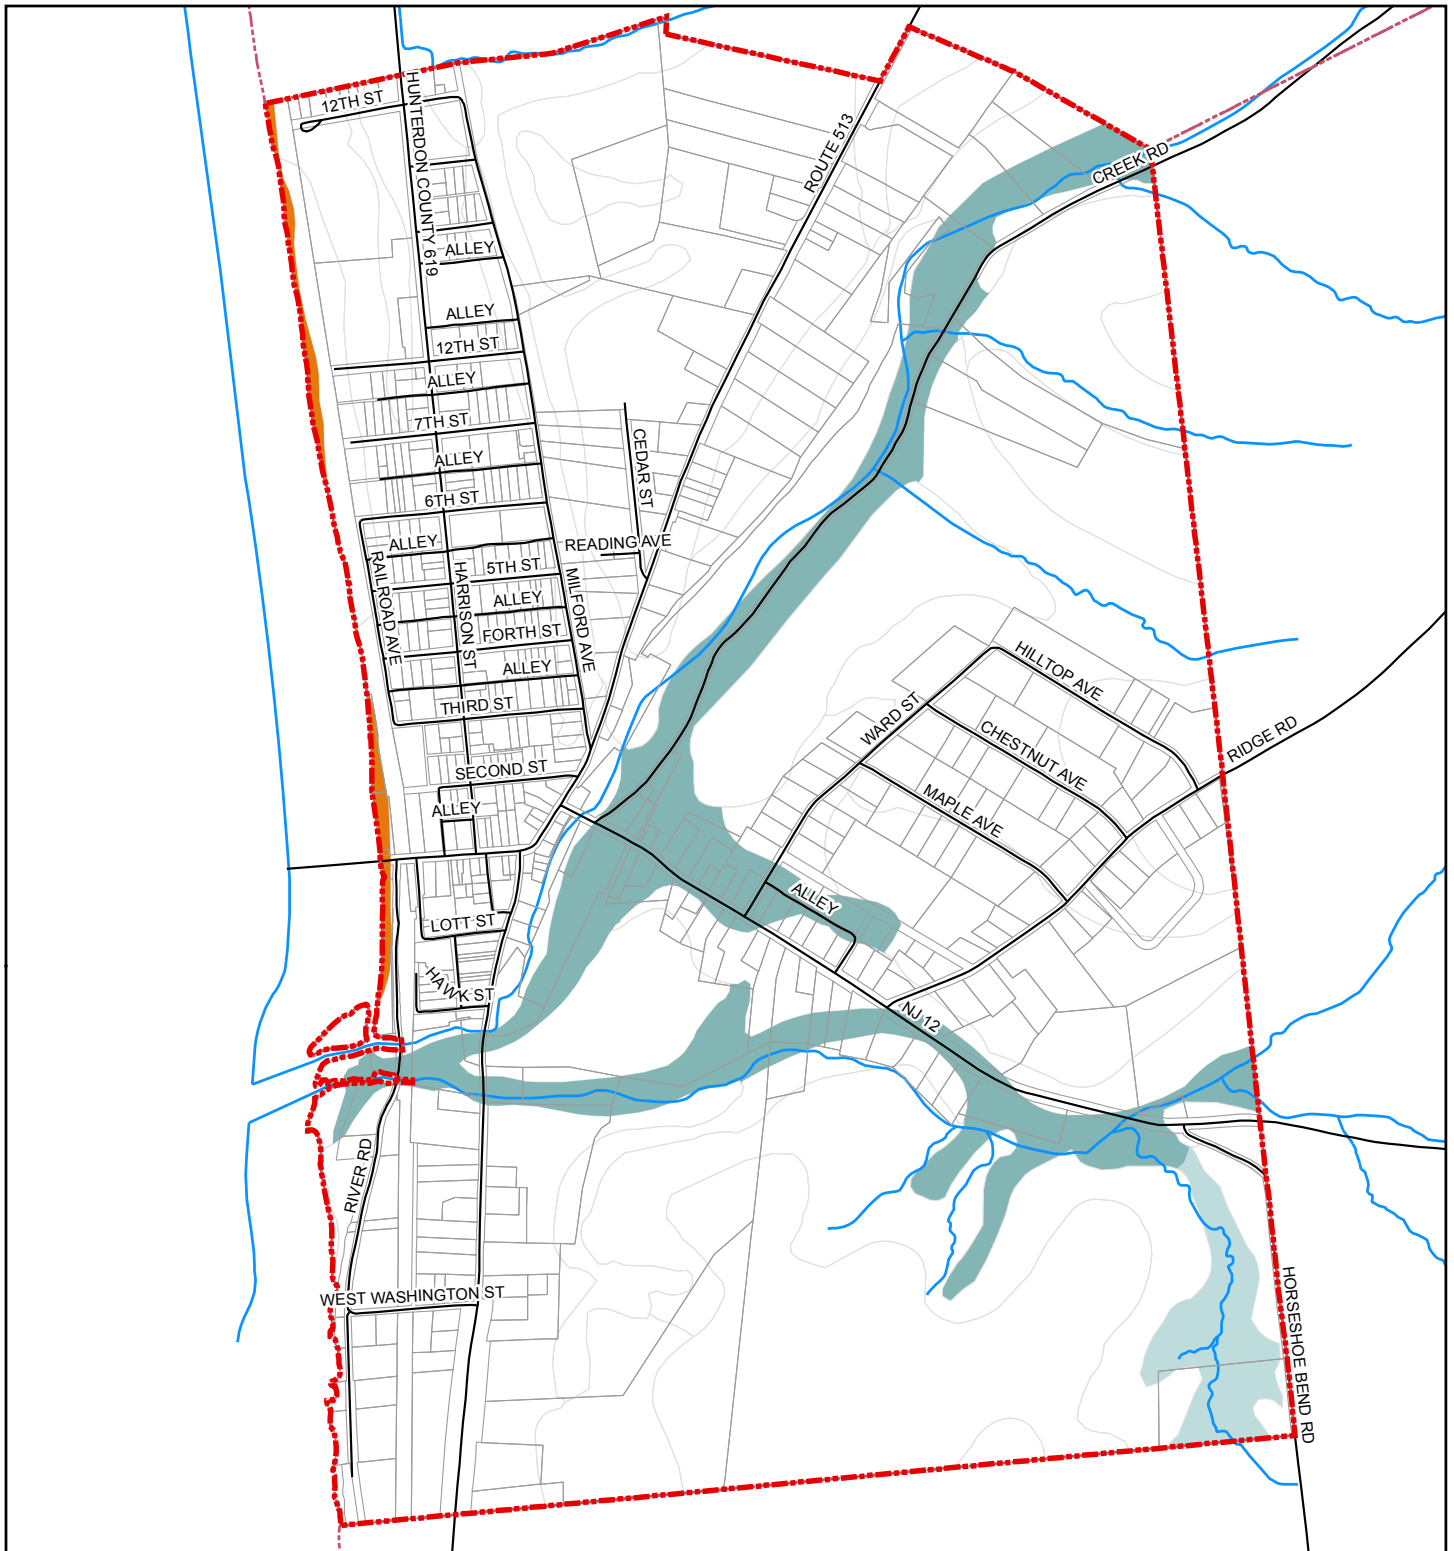 12TH ST
HUNTERDON COUNTY 619
ROUTE 513
CREEK RD
ALLEY
ALLEY
12TH ST
ALLEY
7TH ST
ALLEY
CEDAR ST
6TH ST
ALLEY
READING AVE
RAILROAD AVE
HARRISON ST
5TH ST
MILFORD AVE
ALLEY
FORTH ST
ALLEY
THIRD ST
HILLTOP AVE
WARD ST
CHESTNUT AVE
RIDGE RD
SECOND ST
MAPLE AVE
ALLEY
ALLEY
LOTT ST
HAWK ST
NJ 12
RIVER RD
WEST WASHINGTON ST
HORSESHOE BEND RD